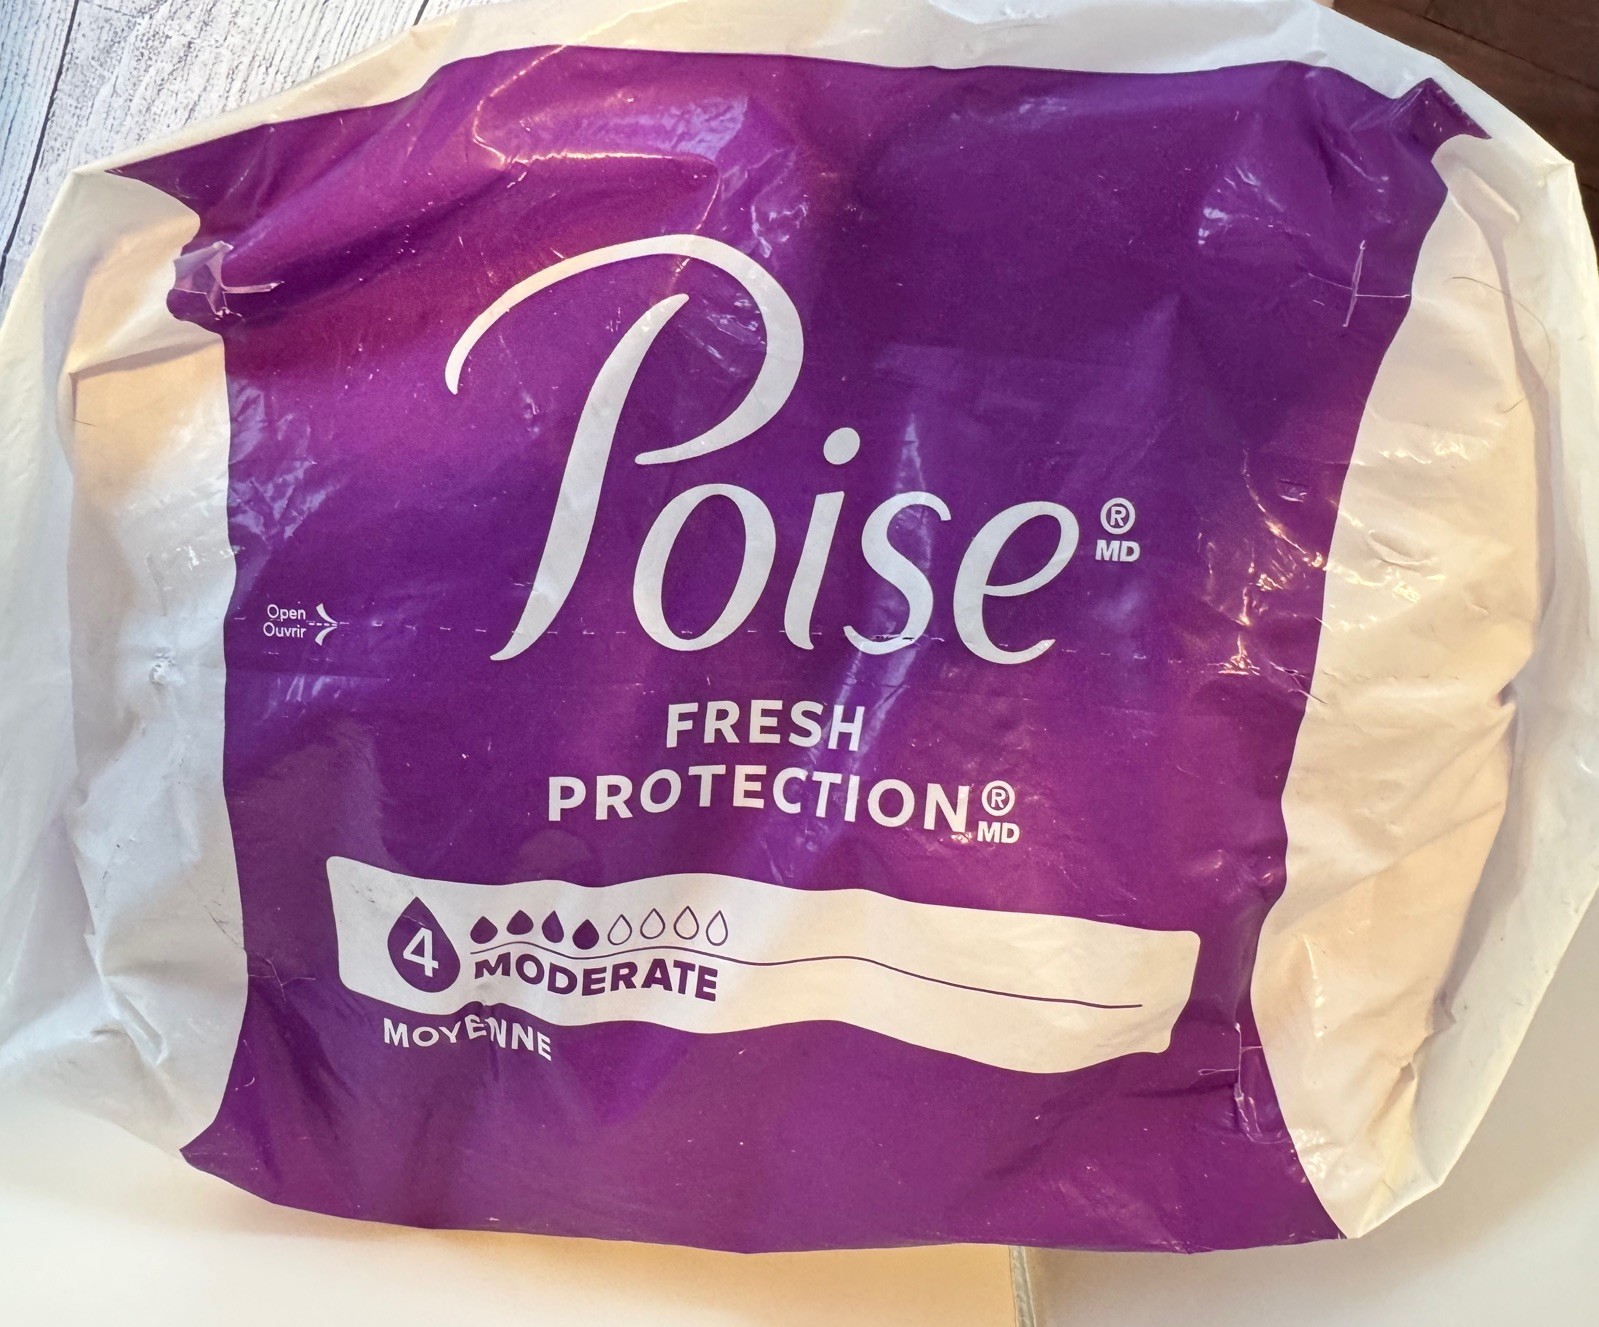 Poise®
MD
Open
Ouvrir
FRESH
PROTECTION®
MD
4
MODERATE
MOYENNE